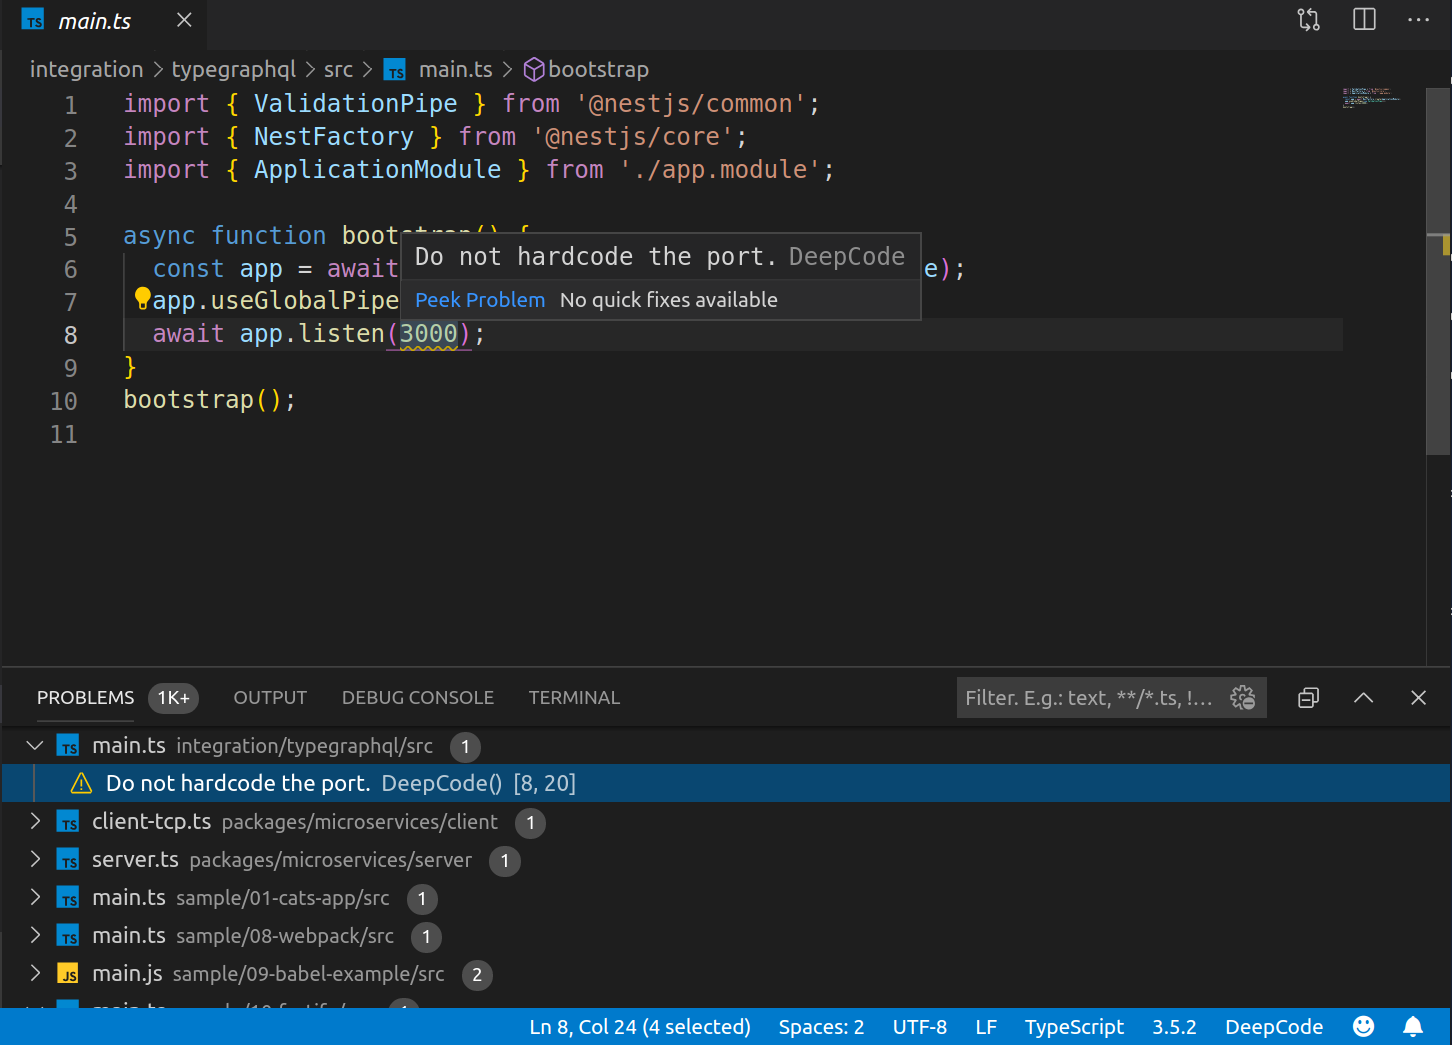 TS main.ts
integration > typegraphql > src > TS main.ts > bootstrap
1 import { ValidationPipe } from '@nestjs/common';
2 import { NestFactory } from '@nestjs/core';
3 import { ApplicationModule } from './app.module';
4
5 async function bootstrap() {
6 const app = await e);
7 app.useGlobalPipe
8 await app.listen(3000);
9 }
10 bootstrap();
11
Do not hardcode the port. DeepCode
Peek Problem No quick fixes available
PROBLEMS 1K+ OUTPUT DEBUG CONSOLE TERMINAL Filter. E.g.: text, **/*.ts, !...
TS main.ts integration/typegraphql/src 1
Do not hardcode the port. DeepCode() [8, 20]
TS client-tcp.ts packages/microservices/client 1
TS server.ts packages/microservices/server 1
TS main.ts sample/01-cats-app/src 1
TS main.ts sample/08-webpack/src 1
JS main.js sample/09-babel-example/src 2
Ln 8, Col 24 (4 selected) Spaces: 2 UTF-8 LF TypeScript 3.5.2 DeepCode